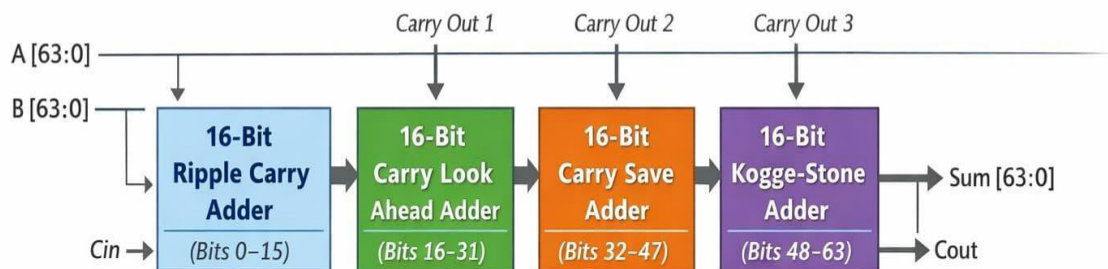 Carry Out 1
Carry Out 2
Carry Out 3
A [63:0]
B [63:0]
16-Bit
Ripple Carry
Adder
(Bits 0–15)
16-Bit
Carry Look
Ahead Adder
(Bits 16–31)
16-Bit
Carry Save
Adder
(Bits 32–47)
16-Bit
Kogge-Stone
Adder
(Bits 48–63)
Sum [63:0]
Cin
Cout